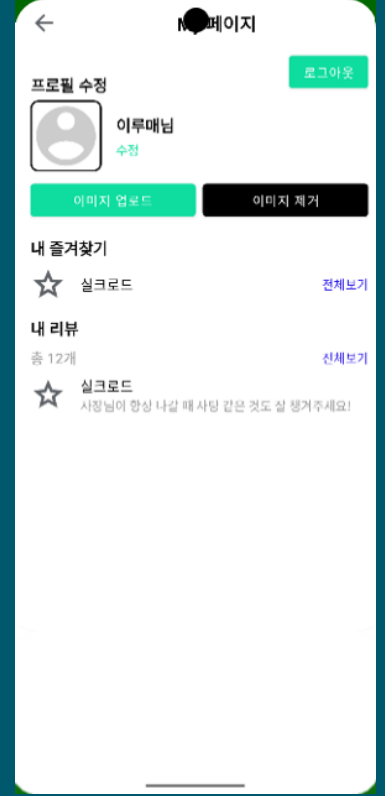 My 페이지
로그아웃
프로필 수정
이루매님
수정
이미지 업로드
이미지 제거
내 즐겨찾기
실크로드
전체보기
내 리뷰
총 12개
전체보기
실크로드
사장님이 항상 나갈 때 사탕 같은 것도 잘 챙겨주세요!